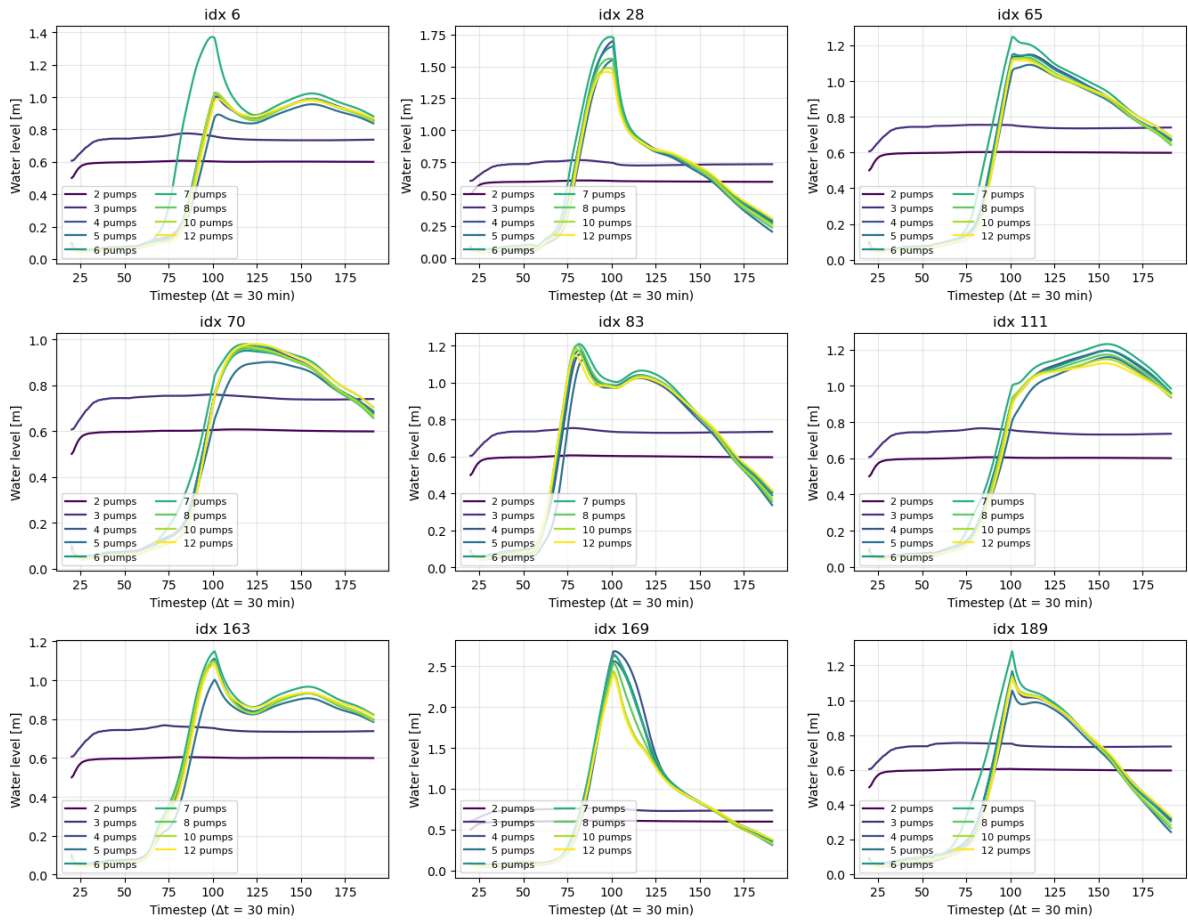 idx 6
1.4
1.2
1.0
0.8
0.6
0.4
0.2
0.0
Water level [m]
2 pumps
3 pumps
4 pumps
5 pumps
6 pumps
7 pumps
8 pumps
10 pumps
12 pumps
25 50 75 100 125 150 175
Timestep (Δt = 30 min)
idx 28
1.75
1.50
1.25
1.00
0.75
0.50
0.25
0.00
Water level [m]
2 pumps
3 pumps
4 pumps
5 pumps
6 pumps
7 pumps
8 pumps
10 pumps
12 pumps
25 50 75 100 125 150 175
Timestep (Δt = 30 min)
idx 65
1.2
1.0
0.8
0.6
0.4
0.2
0.0
Water level [m]
2 pumps
3 pumps
4 pumps
5 pumps
6 pumps
7 pumps
8 pumps
10 pumps
12 pumps
25 50 75 100 125 150 175
Timestep (Δt = 30 min)
idx 70
1.0
0.8
0.6
0.4
0.2
0.0
Water level [m]
2 pumps
3 pumps
4 pumps
5 pumps
6 pumps
7 pumps
8 pumps
10 pumps
12 pumps
25 50 75 100 125 150 175
Timestep (Δt = 30 min)
idx 83
1.2
1.0
0.8
0.6
0.4
0.2
0.0
Water level [m]
2 pumps
3 pumps
4 pumps
5 pumps
6 pumps
7 pumps
8 pumps
10 pumps
12 pumps
25 50 75 100 125 150 175
Timestep (Δt = 30 min)
idx 111
1.2
1.0
0.8
0.6
0.4
0.2
0.0
Water level [m]
2 pumps
3 pumps
4 pumps
5 pumps
6 pumps
7 pumps
8 pumps
10 pumps
12 pumps
25 50 75 100 125 150 175
Timestep (Δt = 30 min)
idx 163
1.2
1.0
0.8
0.6
0.4
0.2
0.0
Water level [m]
2 pumps
3 pumps
4 pumps
5 pumps
6 pumps
7 pumps
8 pumps
10 pumps
12 pumps
25 50 75 100 125 150 175
Timestep (Δt = 30 min)
idx 169
2.5
2.0
1.5
1.0
0.5
0.0
Water level [m]
2 pumps
3 pumps
4 pumps
5 pumps
6 pumps
7 pumps
8 pumps
10 pumps
12 pumps
25 50 75 100 125 150 175
Timestep (Δt = 30 min)
idx 189
1.2
1.0
0.8
0.6
0.4
0.2
0.0
Water level [m]
2 pumps
3 pumps
4 pumps
5 pumps
6 pumps
7 pumps
8 pumps
10 pumps
12 pumps
25 50 75 100 125 150 175
Timestep (Δt = 30 min)